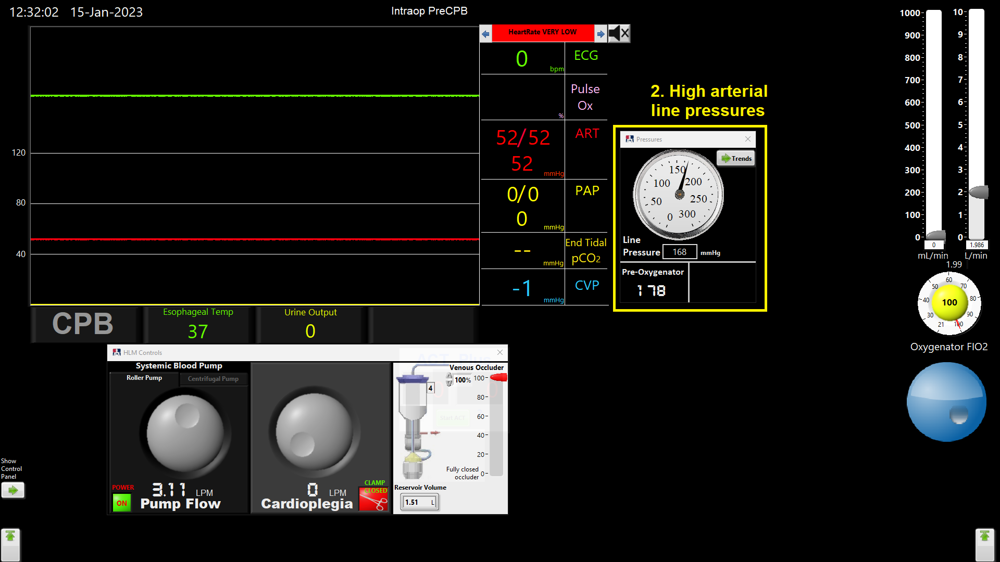 12:32:02 15-Jan-2023
Intraop PreCPB
HeartRate VERY LOW
0 bpm ECG
Pulse
Ox
%
52/52 ART
52 mmHg
0/0 PAP
0 mmHg
-- mmHg
End Tidal
pCO2
-1 mmHg CVP
120
80
40
CPB
Esophageal Temp
37
Urine Output
0
2. High arterial
line pressures
Pressures
Trends
0 50 100 150 200 250 300
Line
Pressure 168 mmHg
Pre-Oxygenator
178
1000
900
800
700
600
500
400
300
200
100
0
0
mL/min
10
9
8
7
6
5
4
3
2
1
0
1.986
L/min
1.99
21 30 40 50 60 70 80 90 100
100
Oxygenator FIO2
HLM Controls
Systemic Blood Pump
Roller Pump
Centrifugal Pump
POWER
ON
3.11 LPM
Pump Flow
0 LPM
Cardioplegia
CLAMP
CLOSED
ACT Plus
Start ACT
Venous Occluder
100%
4
100
80
60
40
20
0
Fully closed
occluder
Reservoir Volume
1.51 L
Show
Control
Panel